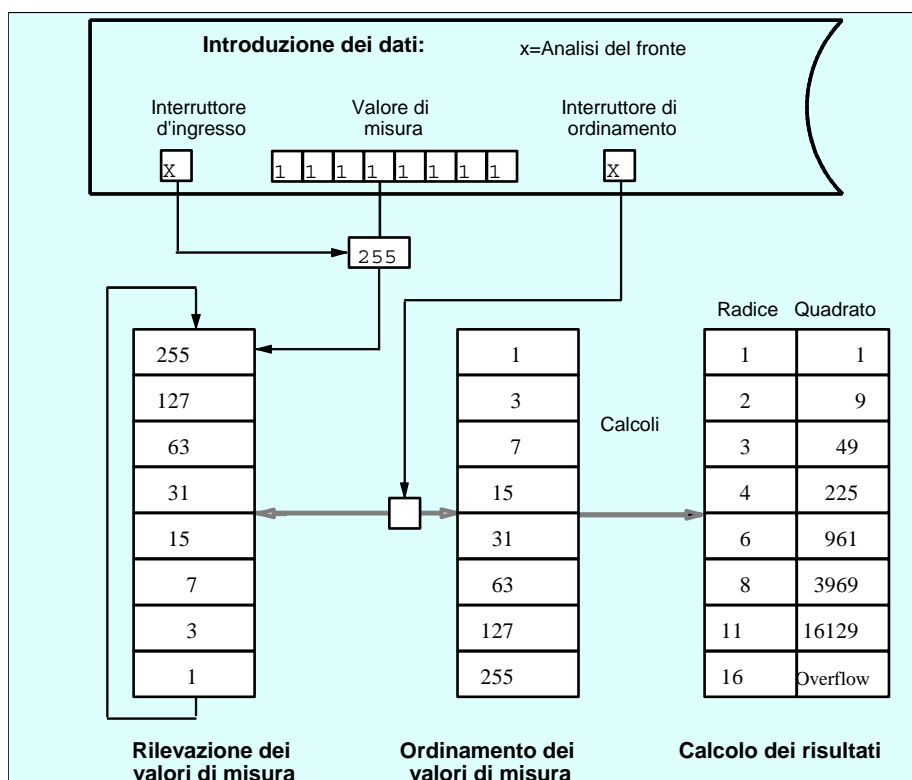 Introduzione dei dati: x=Analisi del fronte
Interruttore d'ingresso
Valore di misura
Interruttore di ordinamento
X
1 1 1 1 1 1 1 1
X
255
Radice Quadrato
255 1 1 1
127 3 2 9
Calcoli
63 7 3 49
31 15 4 225
15 31 6 961
7 63 8 3969
3 127 11 16129
1 255 16 Overflow
Rilevazione dei valori di misura
Ordinamento dei valori di misura
Calcolo dei risultati